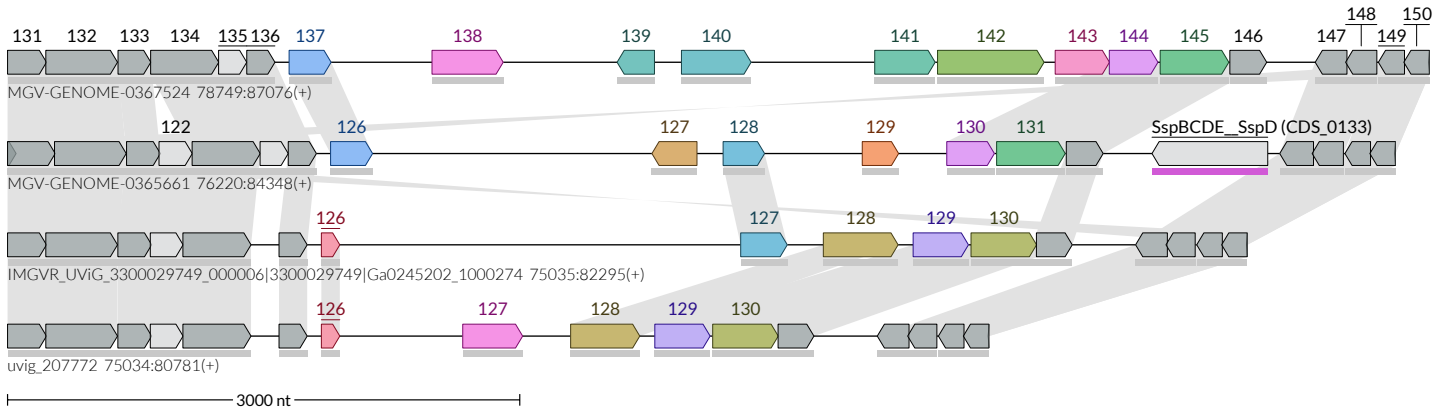 148 150
131 132 133 134 135 136 137 138 139 140 141 142 143 144 145 146 147 149
MGV-GENOME-0367524 78749:87076(+)
122 126 127 128 129 130 131 SspBCDE__SspD (CDS_0133)
MGV-GENOME-0365661 76220:84348(+)
126 127 128 129 130
IMGVR_UViG_3300029749_000006|3300029749|Ga0245202_1000274 75035:82295(+)
126 127 128 129 130
uvig_207772 75034:80781(+)
3000 nt